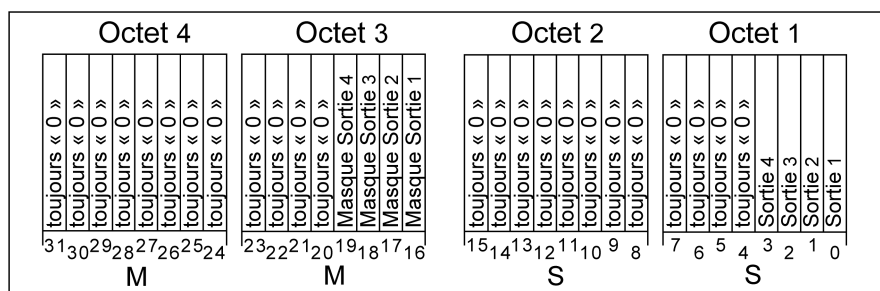 Octet 4 Octet 3 Octet 2 Octet 1
toujours « 0 » toujours « 0 » toujours « 0 » toujours « 0 » toujours « 0 » toujours « 0 » toujours « 0 » toujours « 0 » toujours « 0 » toujours « 0 » toujours « 0 » toujours « 0 » Masque Sortie 4 Masque Sortie 3 Masque Sortie 2 Masque Sortie 1 toujours « 0 » toujours « 0 » toujours « 0 » toujours « 0 » toujours « 0 » toujours « 0 » toujours « 0 » toujours « 0 » toujours « 0 » toujours « 0 » toujours « 0 » toujours « 0 » Sortie 4 Sortie 3 Sortie 2 Sortie 1
31 30 29 28 27 26 25 24 23 22 21 20 19 18 17 16 15 14 13 12 11 10 9 8 7 6 5 4 3 2 1 0
M M S S